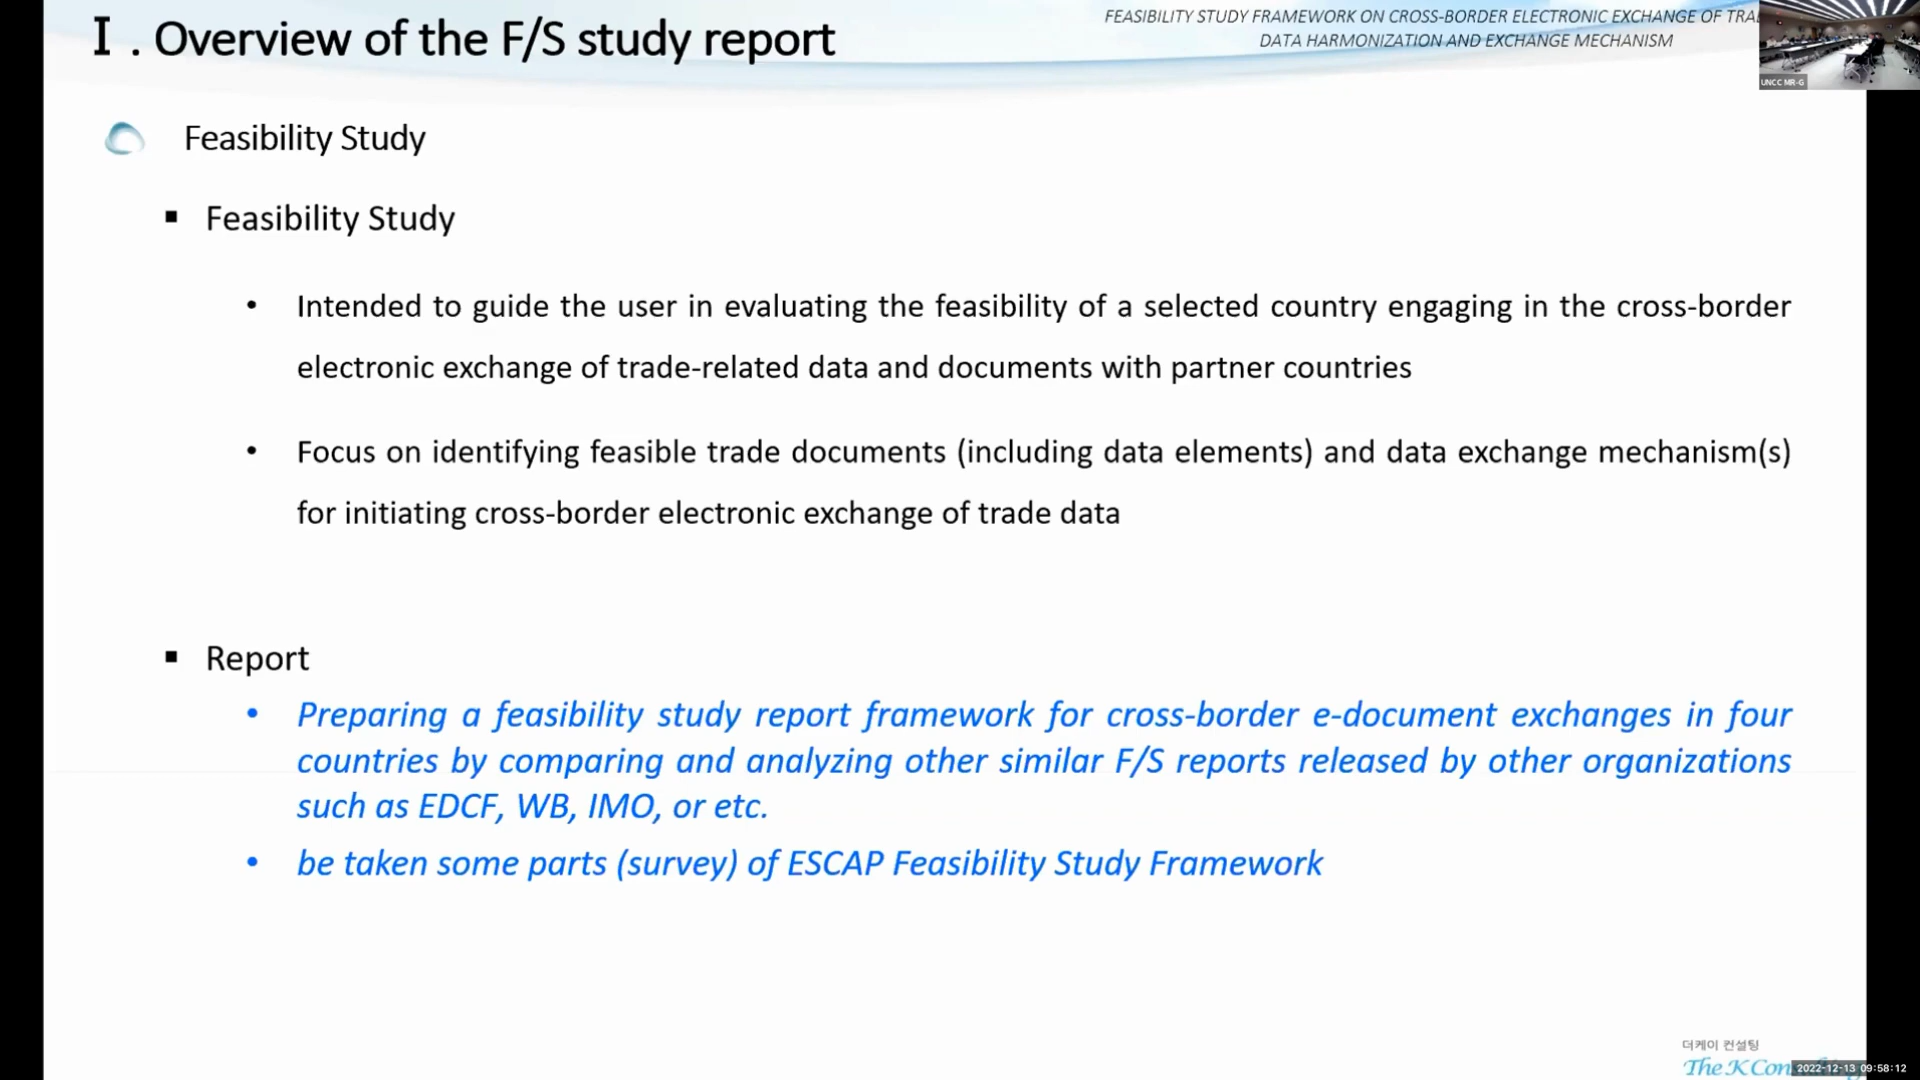 Ⅰ. Overview of the F/S study report
FEASIBILITY STUDY FRAMEWORK ON CROSS-BORDER ELECTRONIC EXCHANGE OF
DATA HARMONIZATION AND EXCHANGE MECHANISM
UNCC MR-G
Feasibility Study
▪ Feasibility Study
• Intended to guide the user in evaluating the feasibility of a selected country engaging in the cross-border
electronic exchange of trade-related data and documents with partner countries
• Focus on identifying feasible trade documents (including data elements) and data exchange mechanism(s)
for initiating cross-border electronic exchange of trade data
▪ Report
• Preparing a feasibility study report framework for cross-border e-document exchanges in four
countries by comparing and analyzing other similar F/S reports released by other organizations
such as EDCF, WB, IMO, or etc.
• be taken some parts (survey) of ESCAP Feasibility Study Framework
더케이 컨설팅
The K
2022-12-13 09:58:12